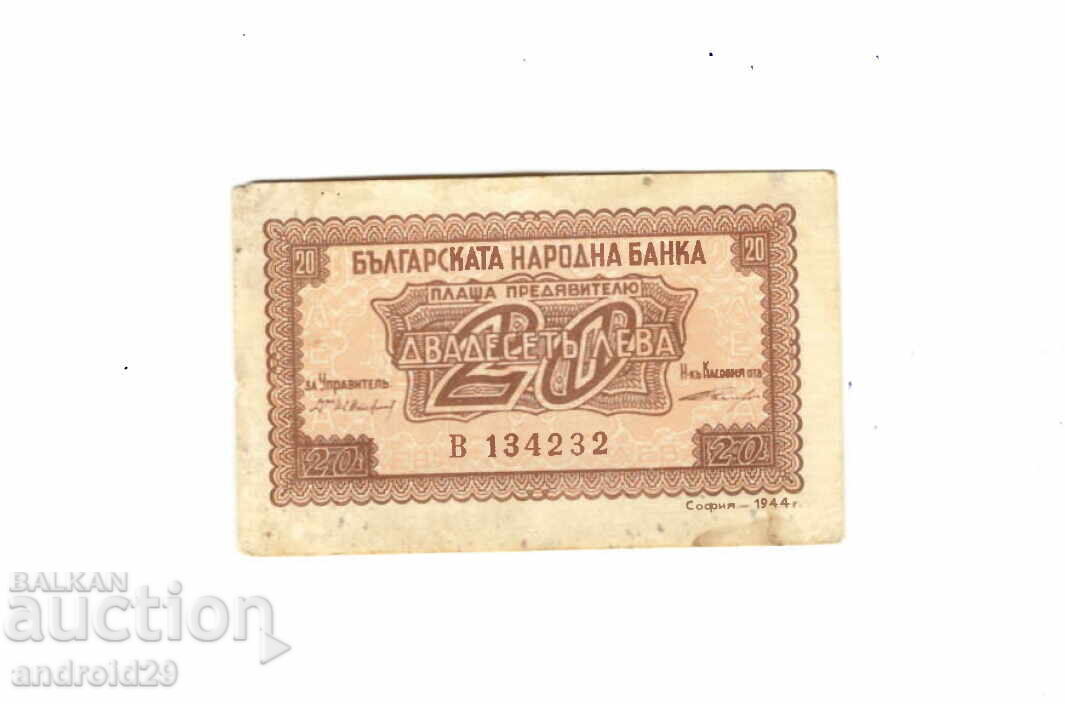 20 БЪЛГАРСКАТА НАРОДНА БАНКА 20
ПЛАЩА ПРЕДЯВИТЕЛЮ
20
ДВАДЕСЕТЬ ЛЕВА
ЗА УПРАВИТЕЛЬ
Н-КЪ КАСОВИЯ ОТД.
В 134232
20 Л 20 Л
София — 1944 г.
BALKAN
auction
android29